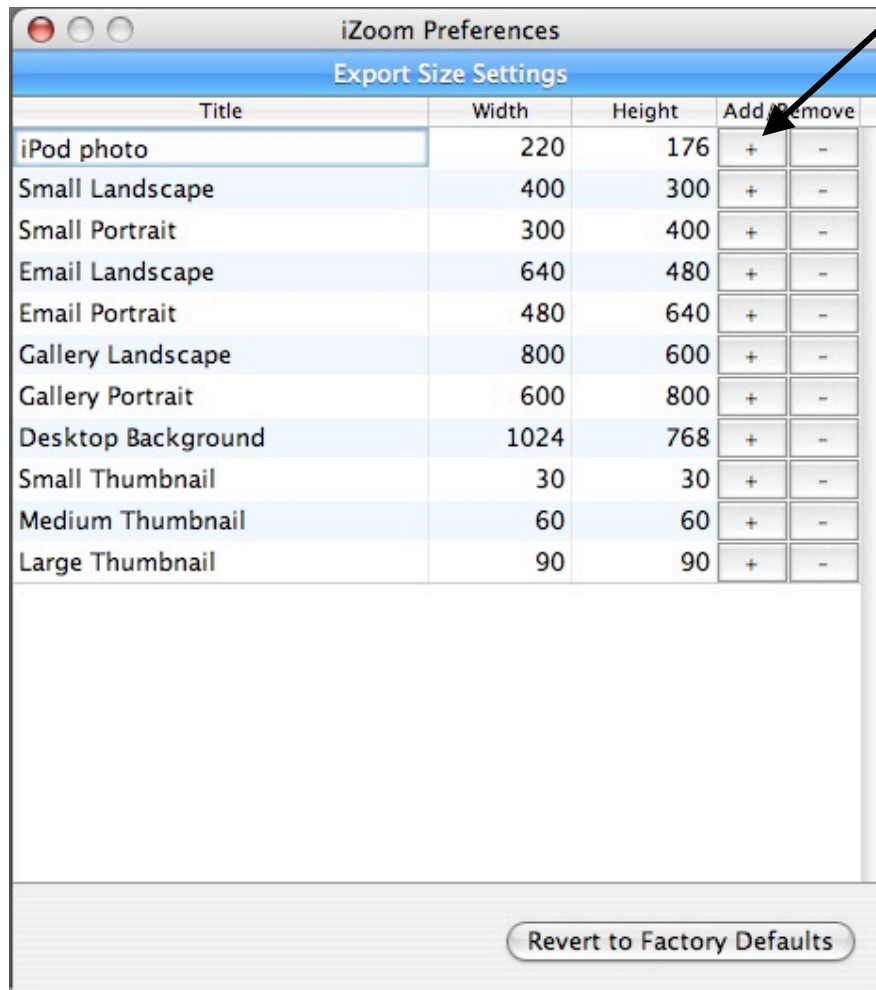 iZoom Preferences
Export Size Settings
Title Width Height Add/Remove
iPod photo 220 176 + -
Small Landscape 400 300 + -
Small Portrait 300 400 + -
Email Landscape 640 480 + -
Email Portrait 480 640 + -
Gallery Landscape 800 600 + -
Gallery Portrait 600 800 + -
Desktop Background 1024 768 + -
Small Thumbnail 30 30 + -
Medium Thumbnail 60 60 + -
Large Thumbnail 90 90 + -
Revert to Factory Defaults